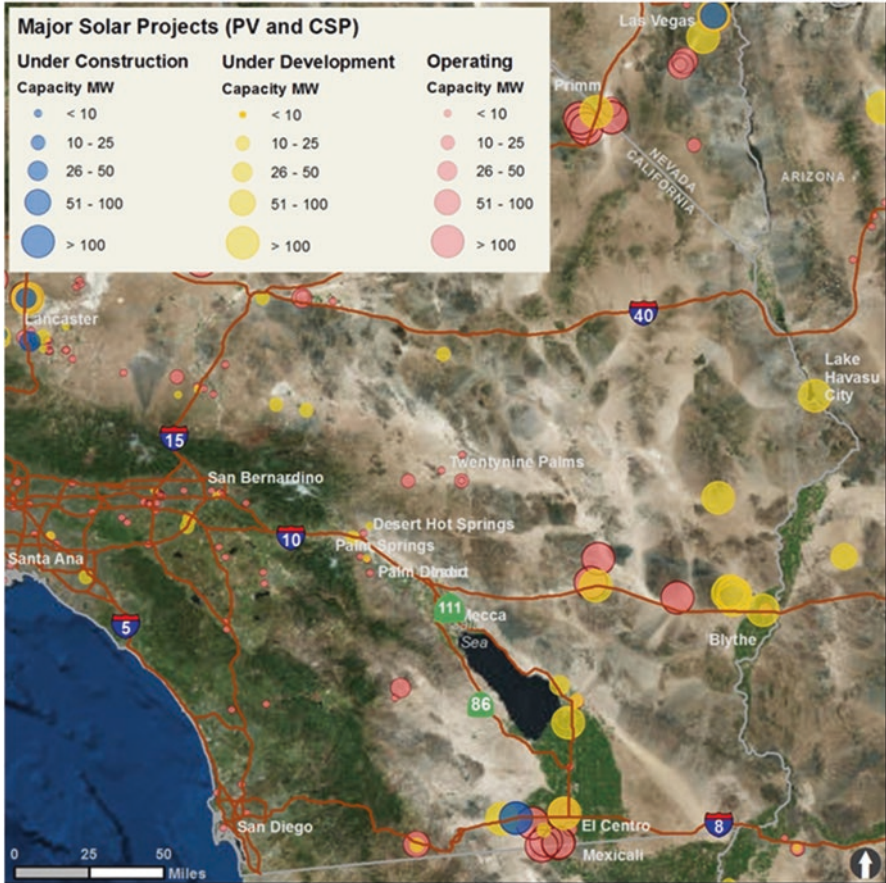 Major Solar Projects (PV and CSP)
Under Construction
Capacity MW
< 10
10 - 25
26 - 50
51 - 100
> 100
Under Development
Capacity MW
< 10
10 - 25
26 - 50
51 - 100
> 100
Operating
Capacity MW
< 10
10 - 25
26 - 50
51 - 100
> 100
Las Vegas
Primm
NEVADA
CALIFORNIA
ARIZONA
Lancaster
40
Lake
Havasu
City
15
Twentynine Palms
San Bernardino
Desert Hot Springs
10
Palm Springs
Santa Ana
Palm Desert
111
Mecca
5
Sea
Blythe
86
San Diego
El Centro
8
Mexicali
0 25 50
Miles